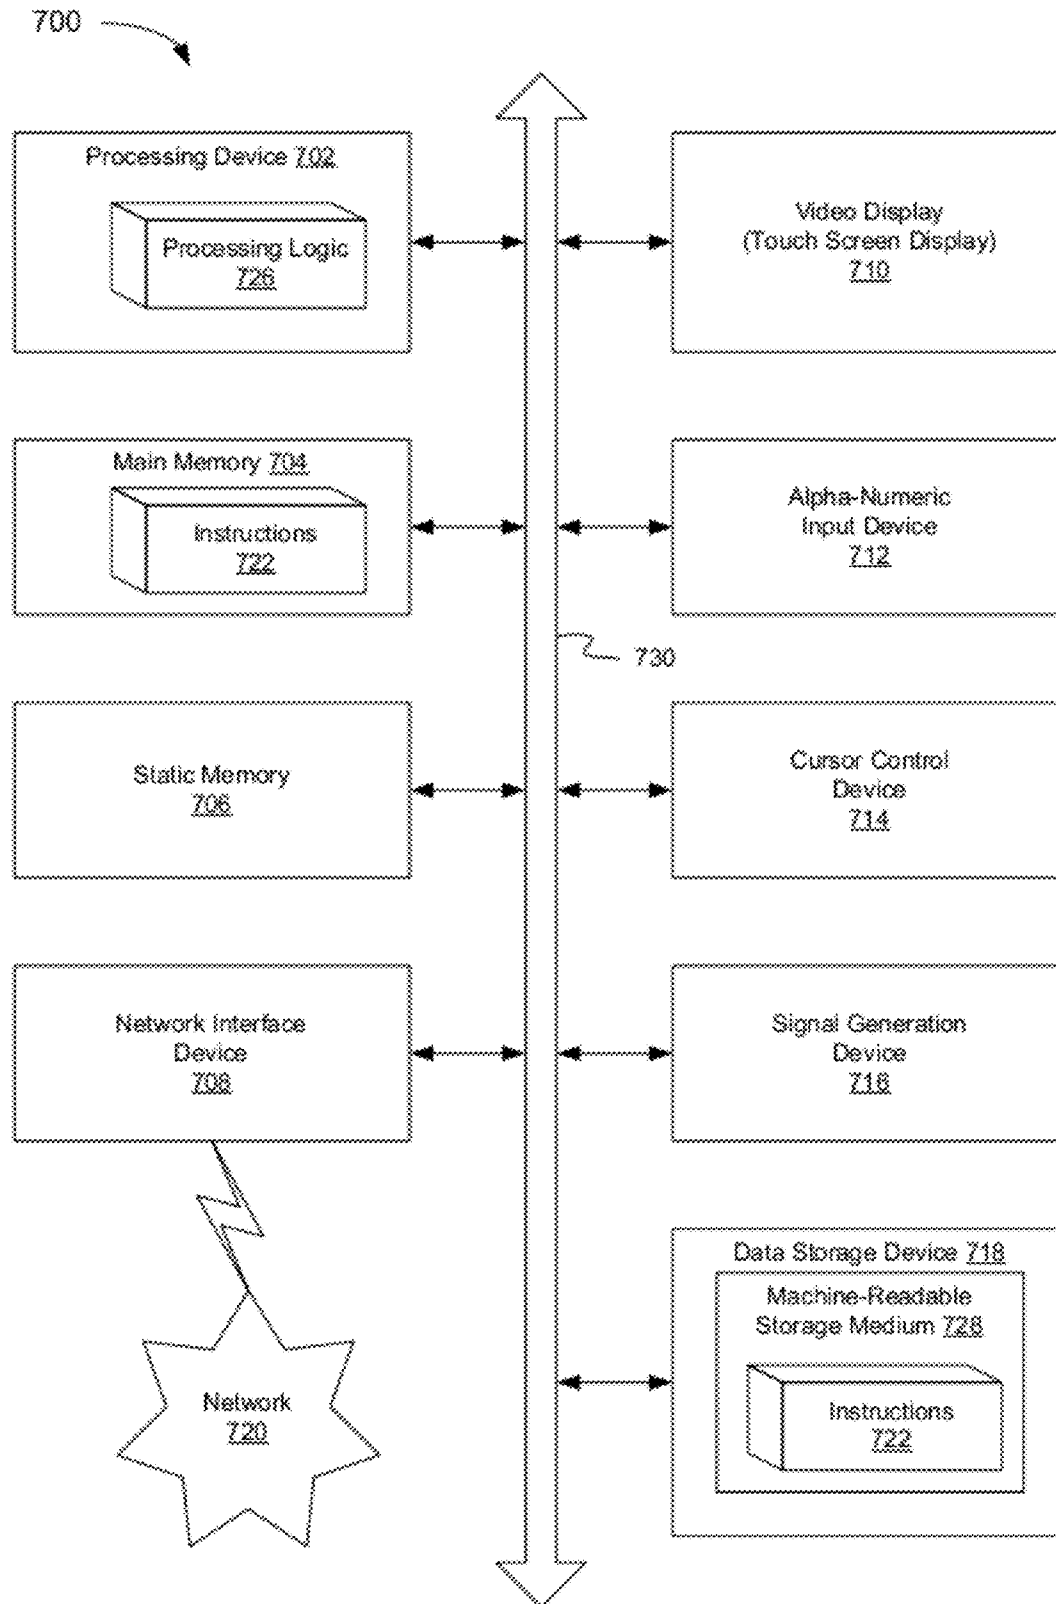 700
Processing Device 702
Processing Logic
726
Video Display
(Touch Screen Display)
710
Main Memory 704
Instructions
722
Alpha-Numeric
Input Device
712
730
Static Memory
706
Cursor Control
Device
714
Network Interface
Device
708
Signal Generation
Device
716
Data Storage Device 718
Machine-Readable
Storage Medium 728
Instructions
722
Network
720